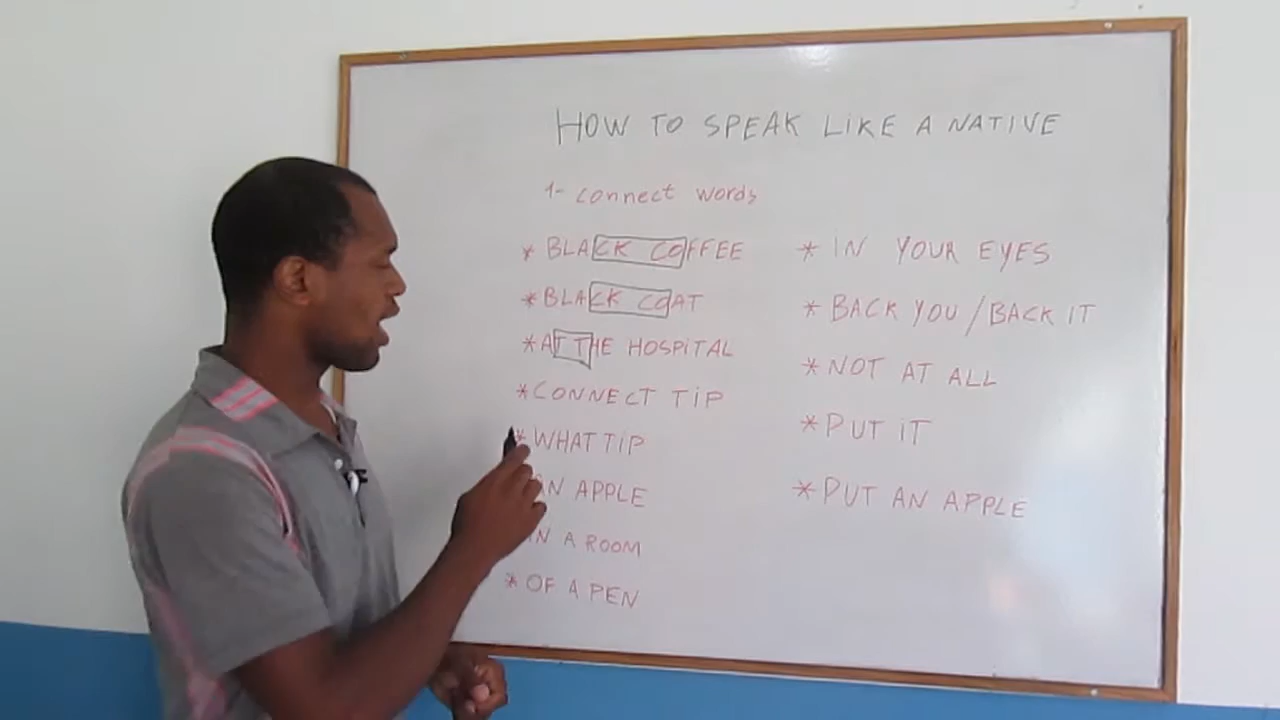 HOW TO SPEAK LIKE A NATIVE
1- connect words
* BLACK COFFEE
* BLACK COAT
* AT THE HOSPITAL
* CONNECT TIP
* WHAT TIP
AN APPLE
IN A ROOM
* OF A PEN
* IN YOUR EYES
* BACK YOU / BACK IT
* NOT AT ALL
* PUT IT
* PUT AN APPLE